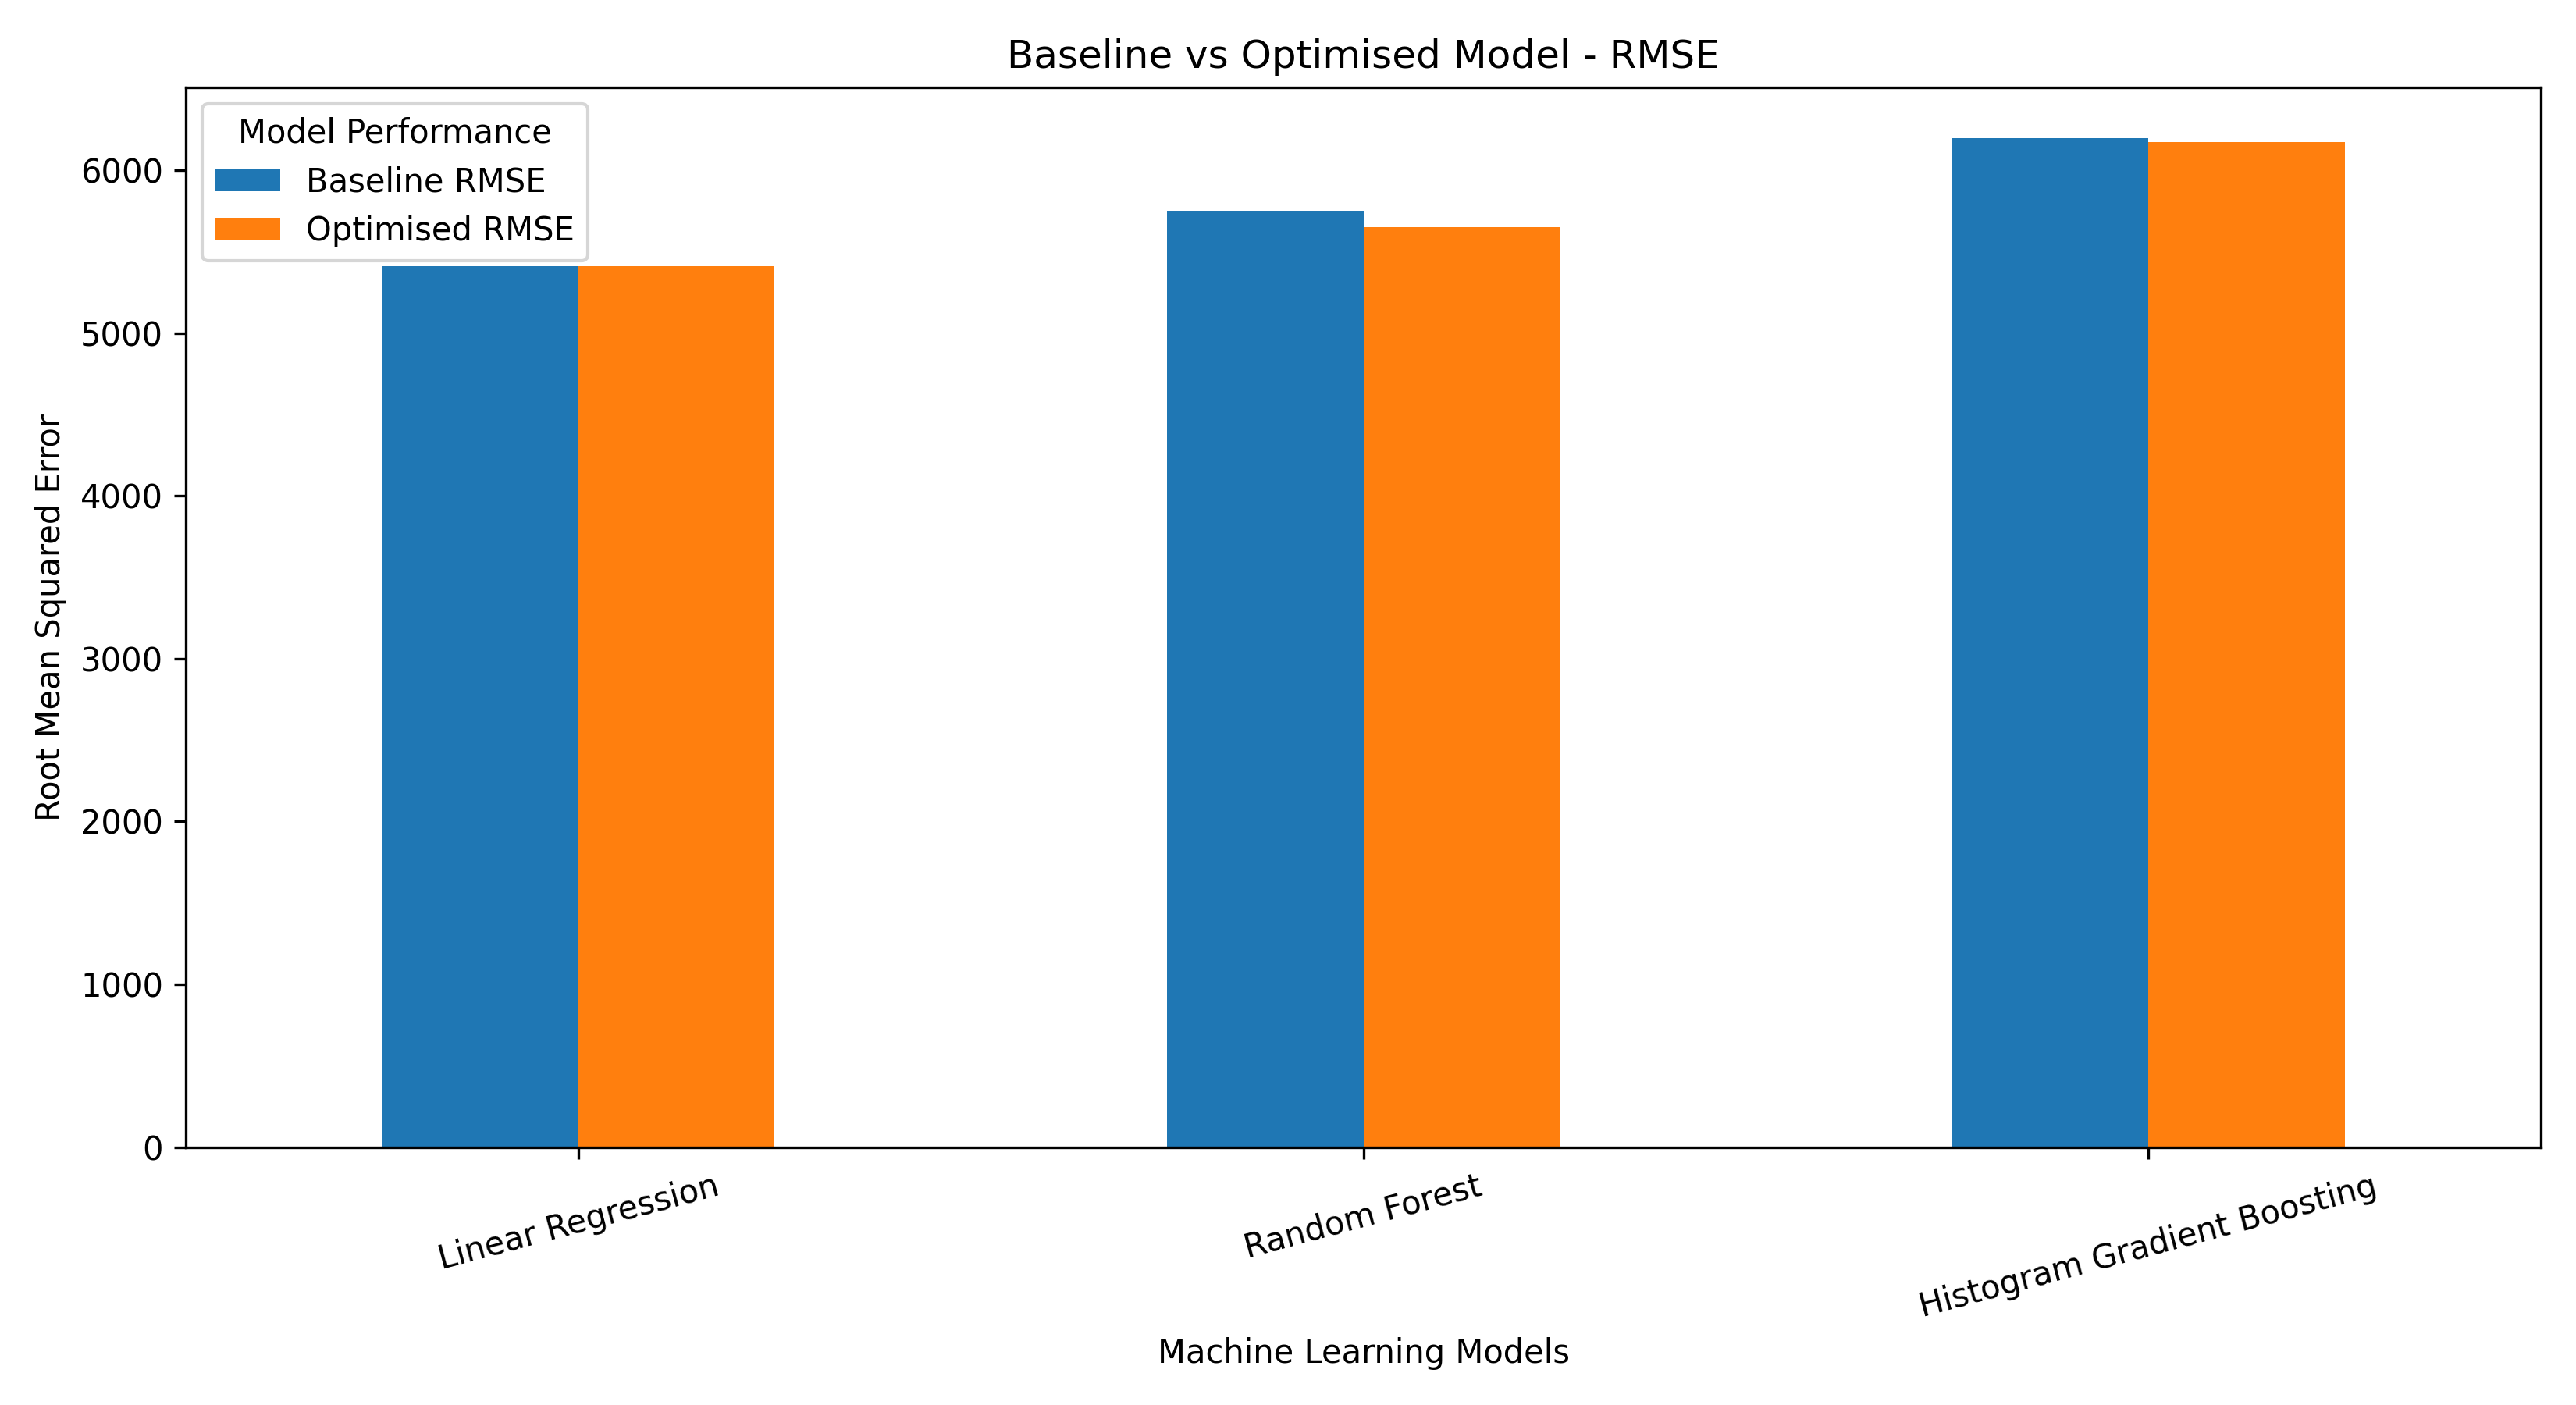 Baseline vs Optimised Model - RMSE
Model Performance
Baseline RMSE
Optimised RMSE
Root Mean Squared Error
6000
5000
4000
3000
2000
1000
0
Linear Regression
Random Forest
Histogram Gradient Boosting
Machine Learning Models